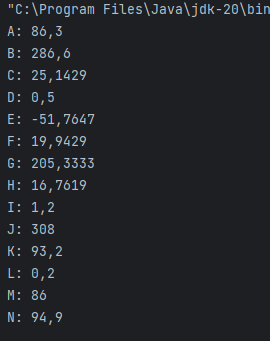 "C:\Program Files\Java\jdk-20\bin
A: 86,3
B: 286,6
C: 25,1429
D: 0,5
E: -51,7647
F: 19,9429
G: 205,3333
H: 16,7619
I: 1,2
J: 308
K: 93,2
L: 0,2
M: 86
N: 94,9